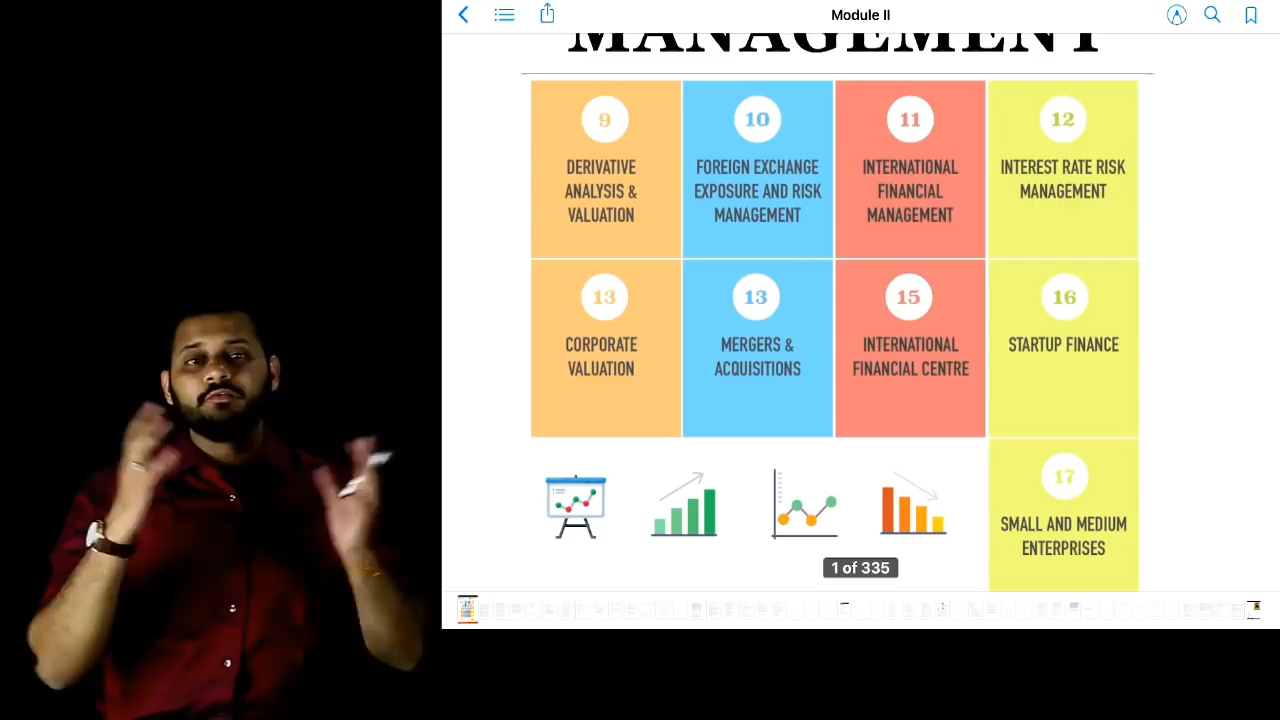 Module II
MANAGEMENT
9
DERIVATIVE
ANALYSIS &
VALUATION
10
FOREIGN EXCHANGE
EXPOSURE AND RISK
MANAGEMENT
11
INTERNATIONAL
FINANCIAL
MANAGEMENT
12
INTEREST RATE RISK
MANAGEMENT
13
CORPORATE
VALUATION
13
MERGERS &
ACQUISITIONS
15
INTERNATIONAL
FINANCIAL CENTRE
16
STARTUP FINANCE
17
SMALL AND MEDIUM
ENTERPRISES
1 of 335